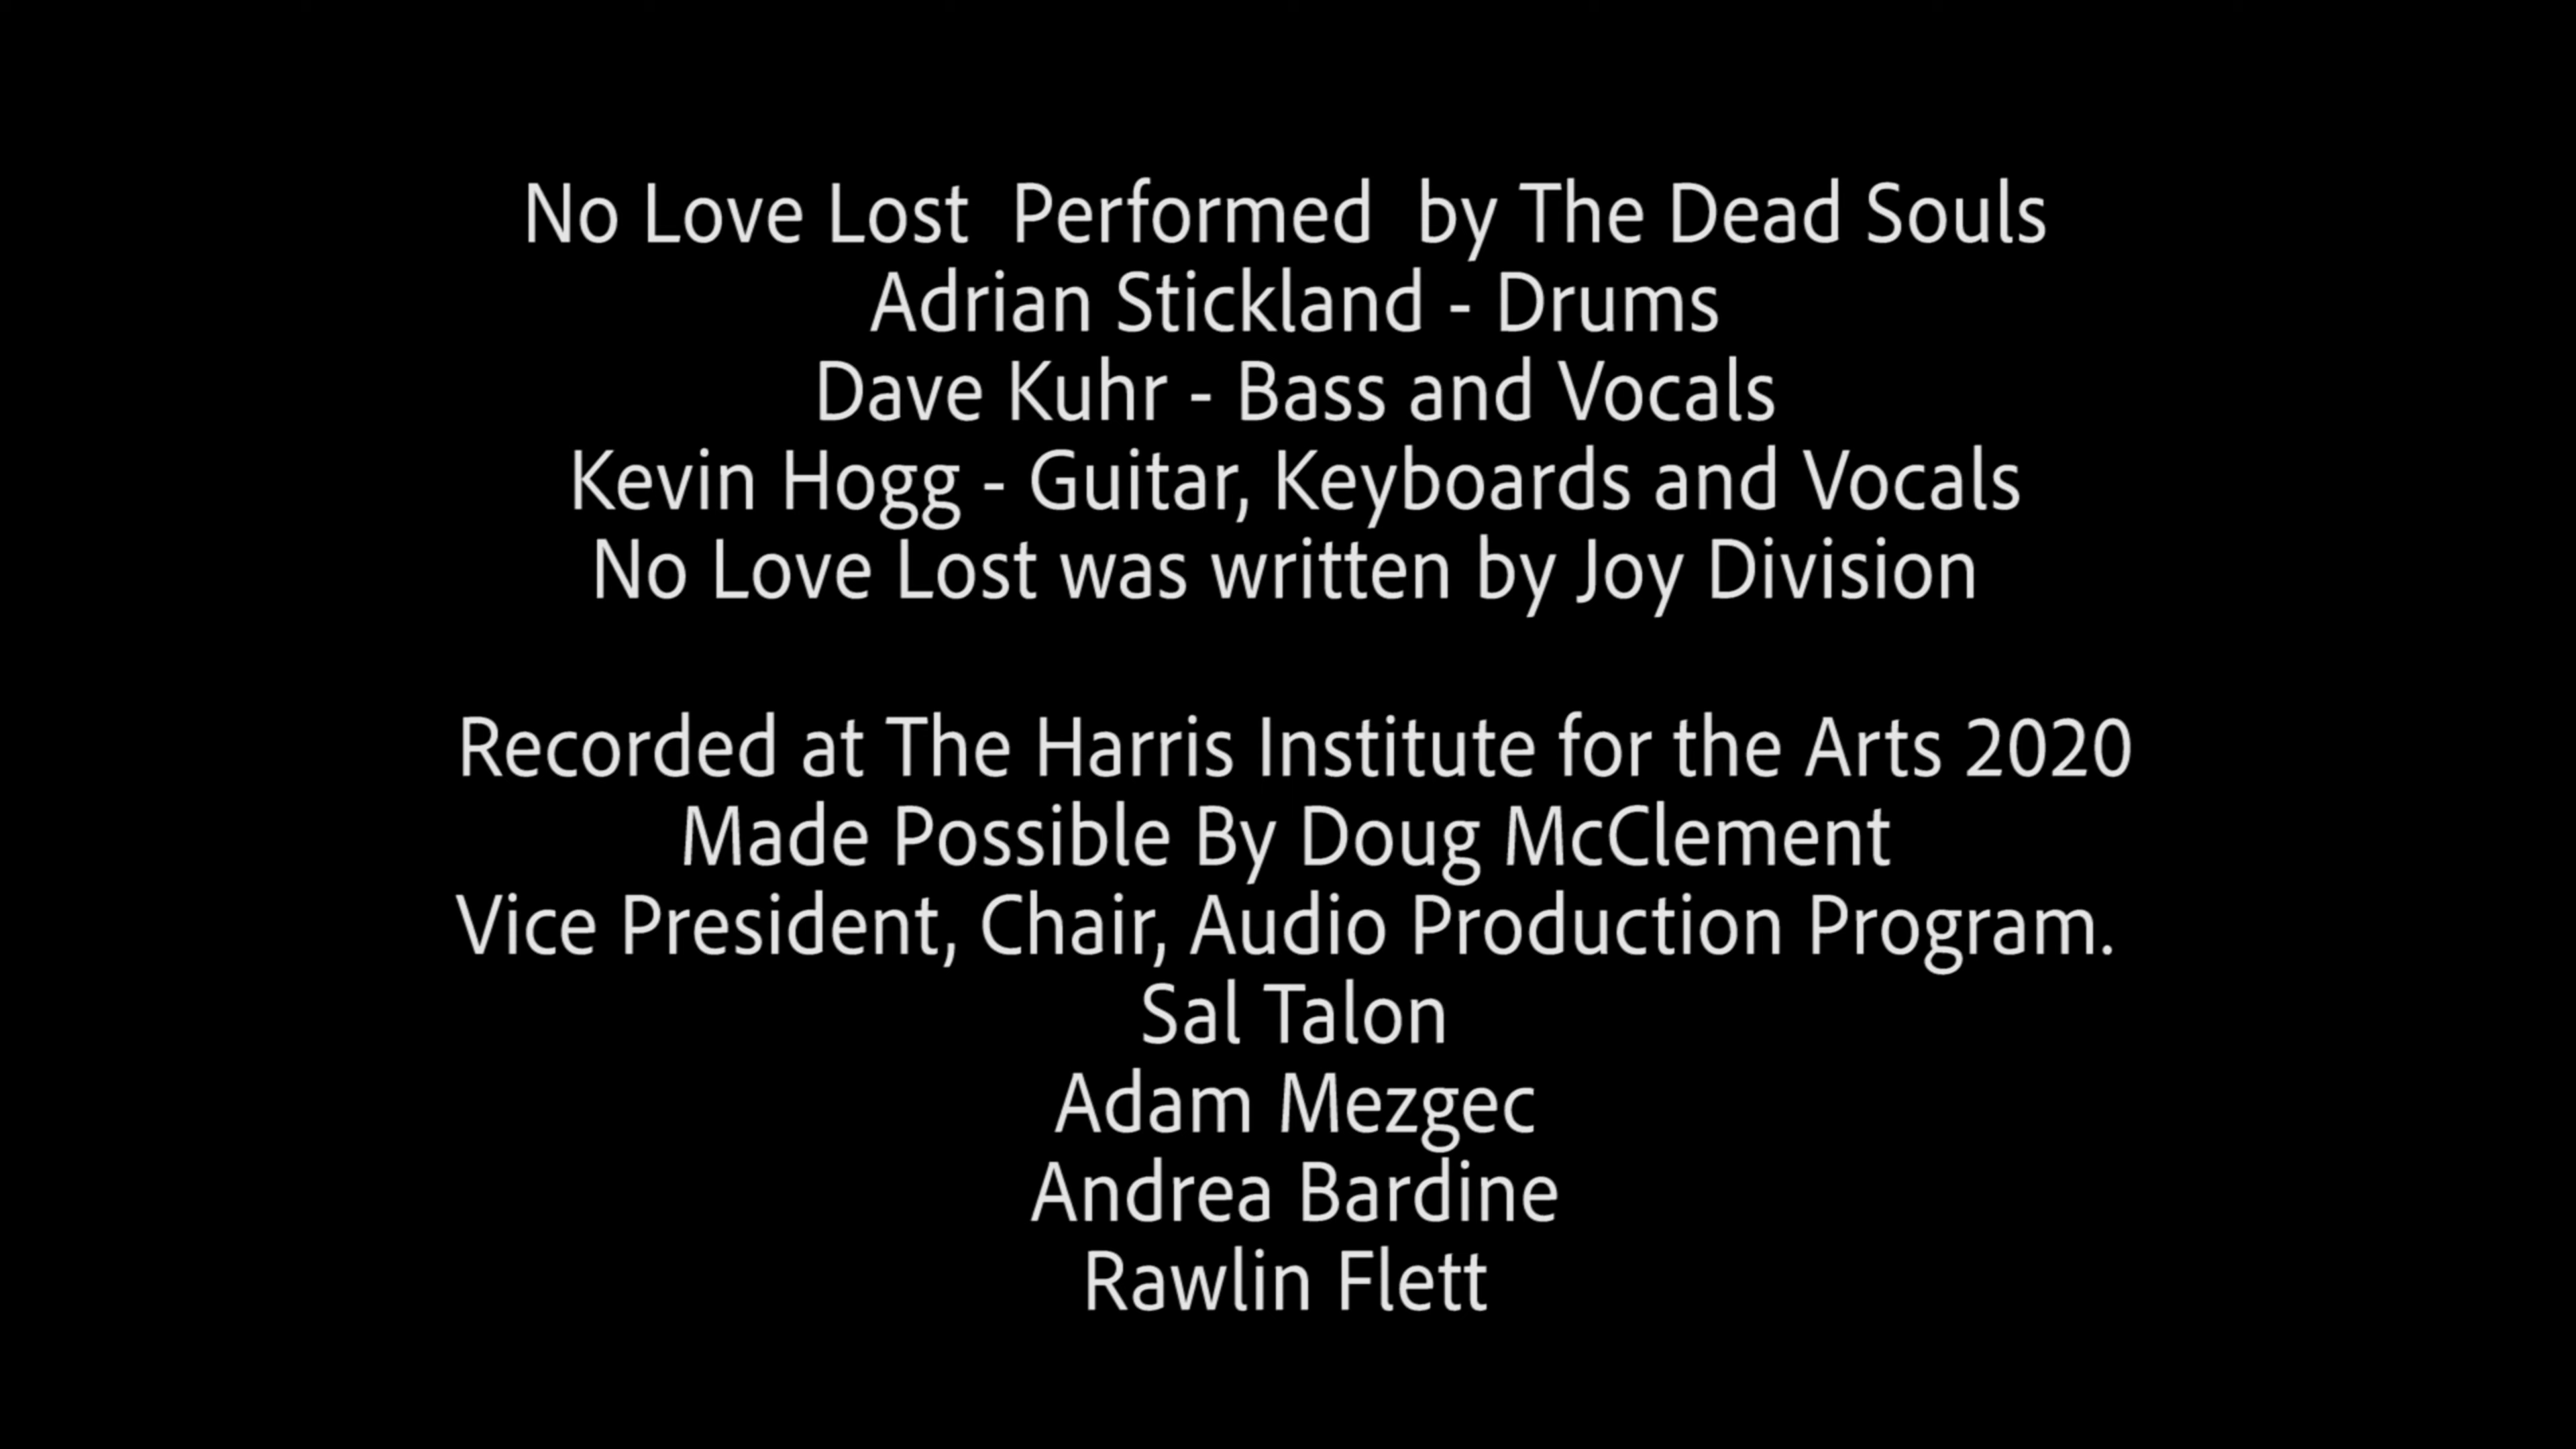 No Love Lost  Performed  by The Dead Souls
Adrian Stickland - Drums
Dave Kuhr - Bass and Vocals
Kevin Hogg - Guitar, Keyboards and Vocals
No Love Lost was written by Joy Division
Recorded at The Harris Institute for the Arts 2020
Made Possible By Doug McClement
Vice President, Chair, Audio Production Program.
Sal Talon
Adam Mezgec
Andrea Bardine
Rawlin Flett